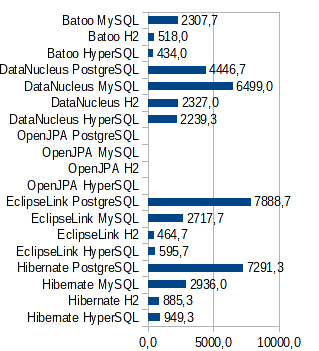 Batoo MySQL 2307,7
Batoo H2 518,0
Batoo HyperSQL 434,0
DataNucleus PostgreSQL 4446,7
DataNucleus MySQL 6499,0
DataNucleus H2 2327,0
DataNucleus HyperSQL 2239,3
OpenJPA PostgreSQL
OpenJPA MySQL
OpenJPA H2
OpenJPA HyperSQL
EclipseLink PostgreSQL 7888,7
EclipseLink MySQL 2717,7
EclipseLink H2 464,7
EclipseLink HyperSQL 595,7
Hibernate PostgreSQL 7291,3
Hibernate MySQL 2936,0
Hibernate H2 885,3
Hibernate HyperSQL 949,3
0,0 5000,0 10000,0